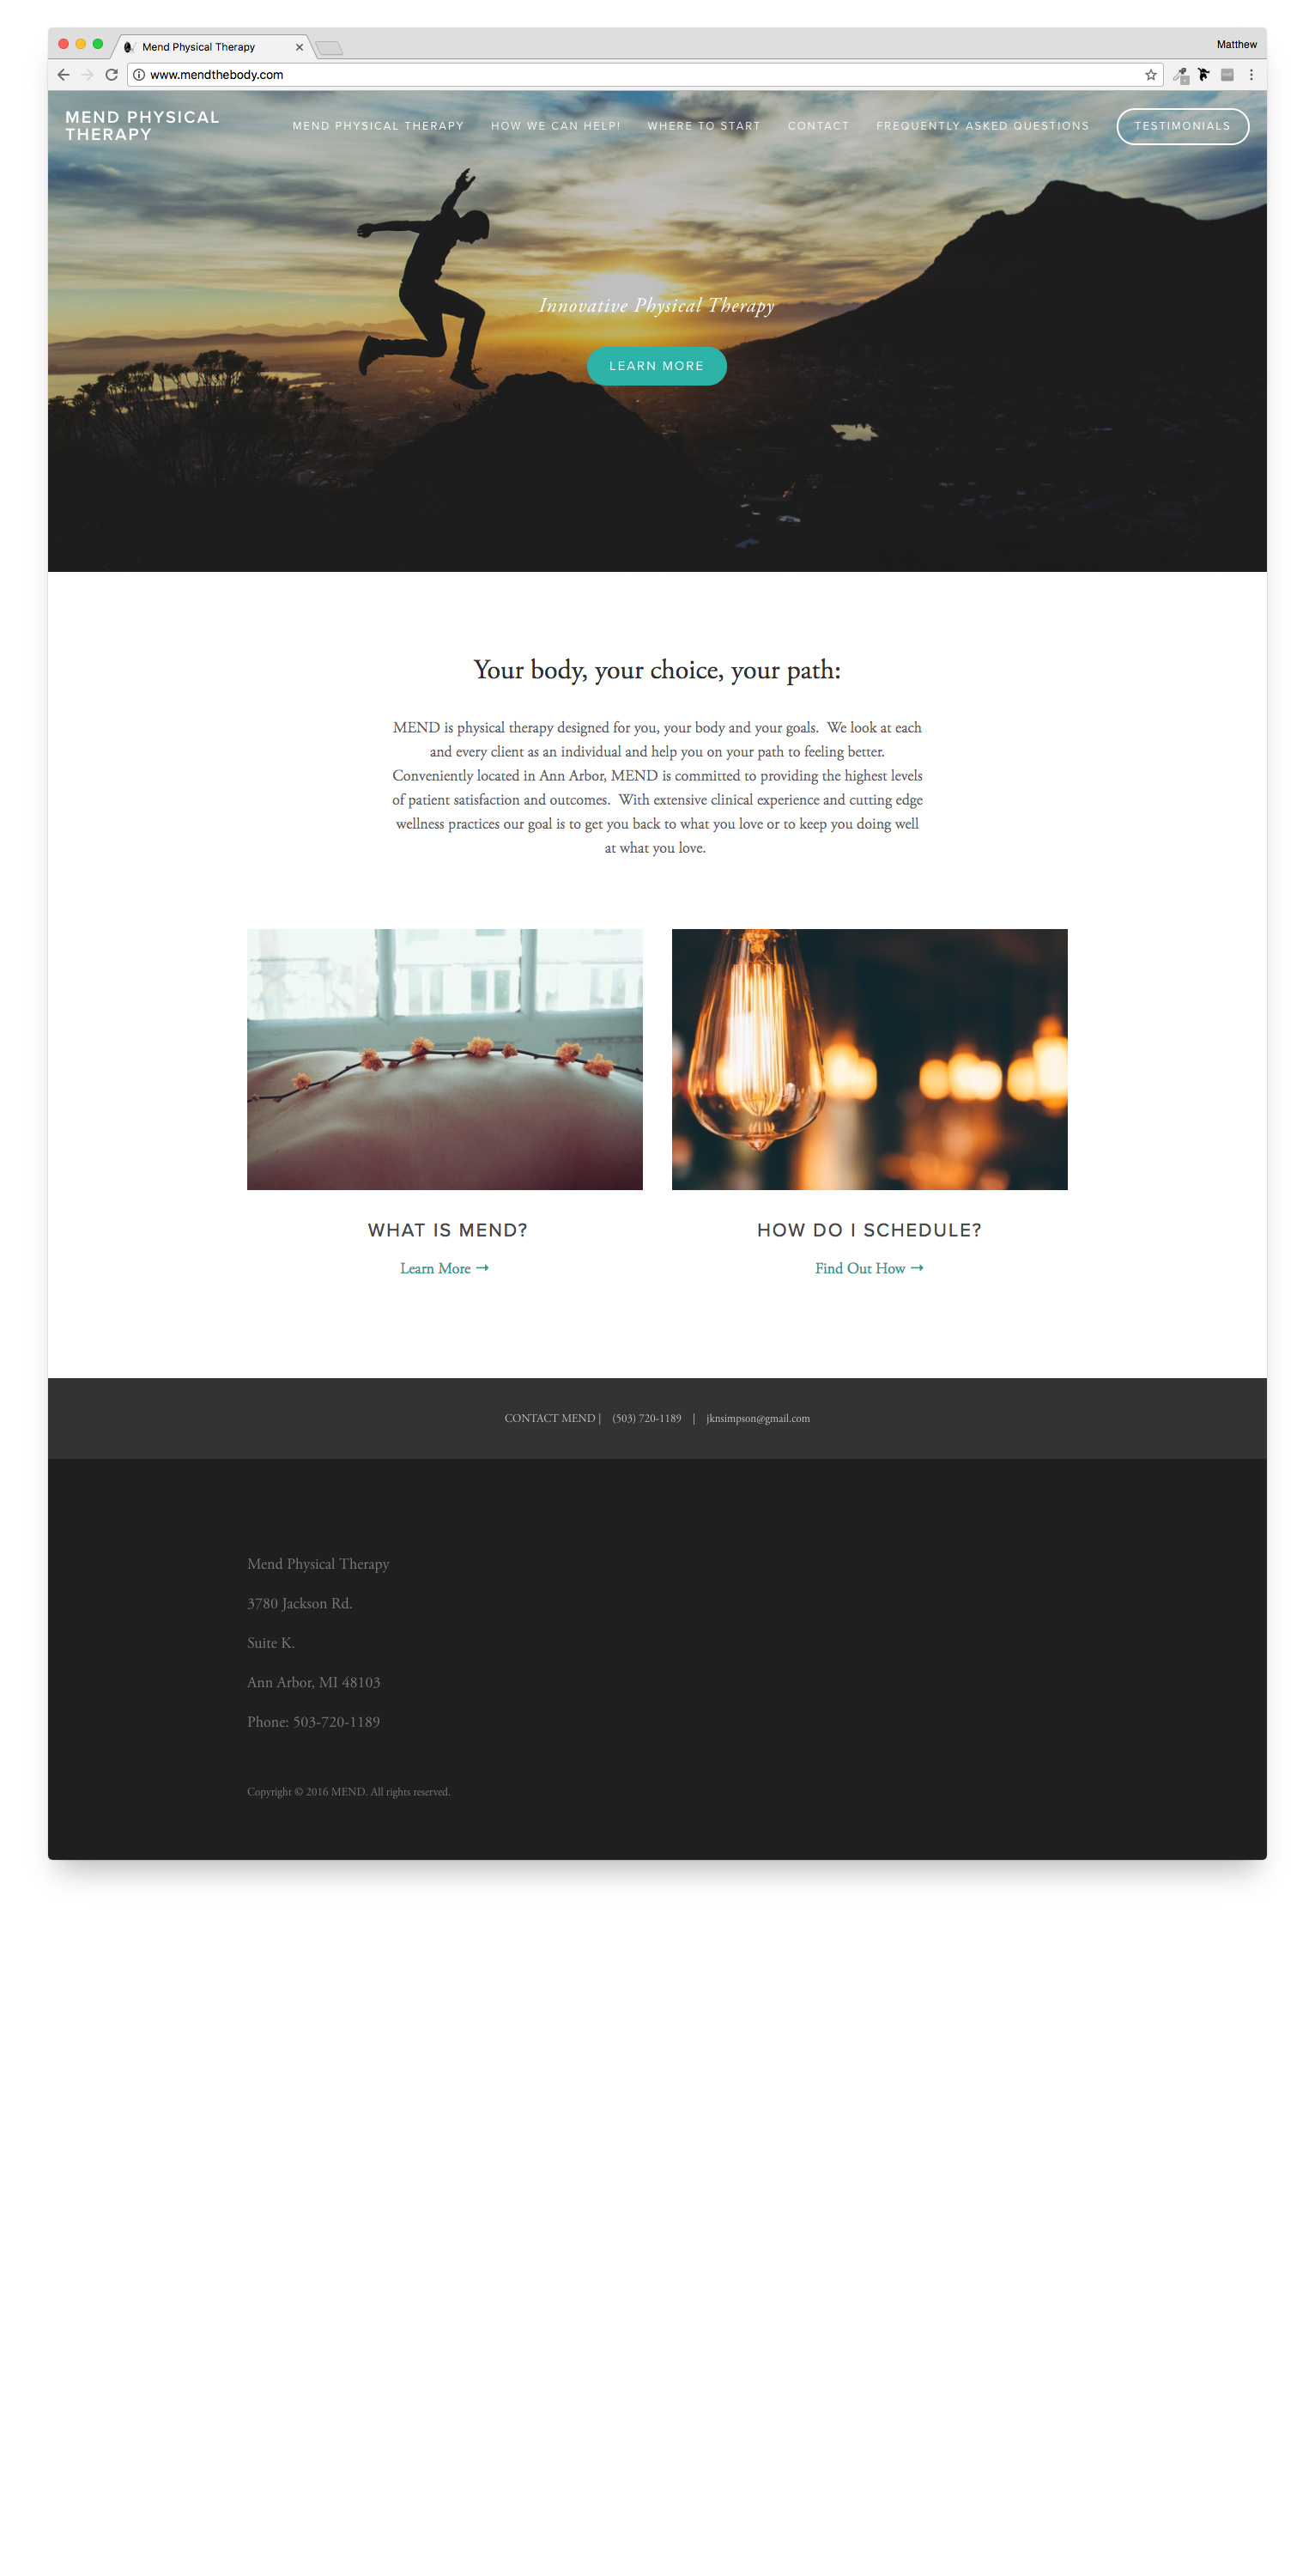 Mend Physical Therapy
Matthew
www.mendthebody.com
MEND PHYSICAL
THERAPY
MEND PHYSICAL THERAPY HOW WE CAN HELP! WHERE TO START CONTACT FREQUENTLY ASKED QUESTIONS TESTIMONIALS
Innovative Physical Therapy
LEARN MORE
Your body, your choice, your path:
MEND is physical therapy designed for you, your body and your goals.  We look at each
and every client as an individual and help you on your path to feeling better.
Conveniently located in Ann Arbor, MEND is committed to providing the highest levels
of patient satisfaction and outcomes.  With extensive clinical experience and cutting edge
wellness practices our goal is to get you back to what you love or to keep you doing well
at what you love.
WHAT IS MEND?
Learn More →
HOW DO I SCHEDULE?
Find Out How →
CONTACT MEND |    (503) 720-1189    |    jknsimpson@gmail.com
Mend Physical Therapy
3780 Jackson Rd.
Suite K.
Ann Arbor, MI 48103
Phone: 503-720-1189
Copyright © 2016 MEND. All rights reserved.